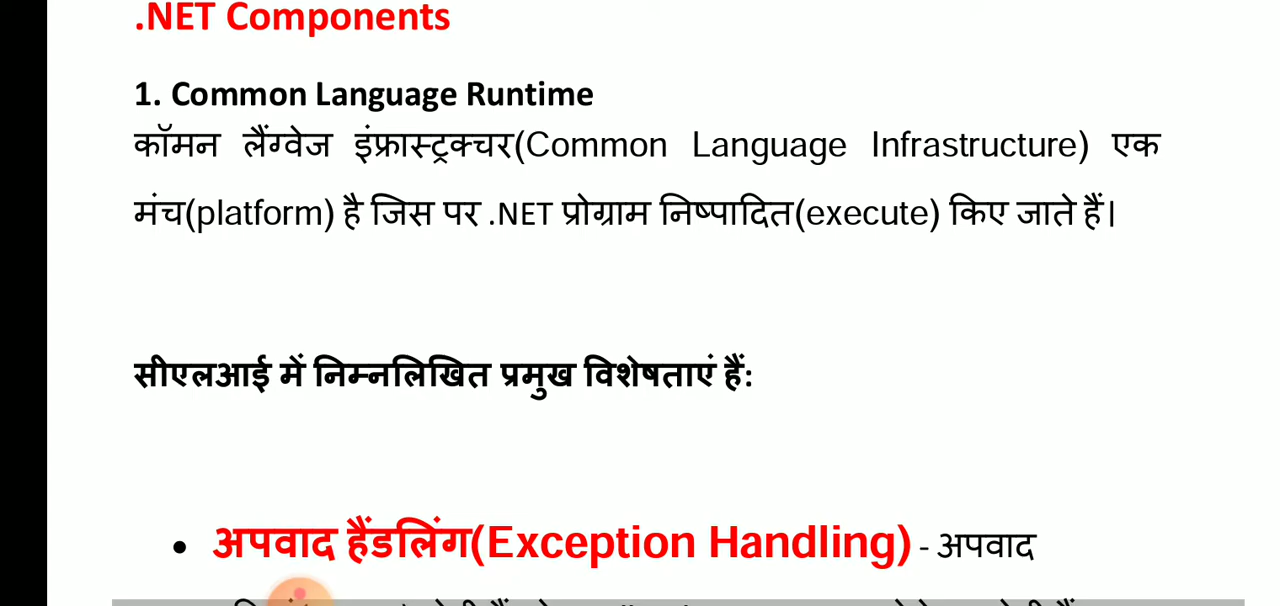 .NET Components
1. Common Language Runtime
कॉमन लैंग्वेज इंफ्रास्ट्रक्चर(Common Language Infrastructure) एक
मंच(platform) है जिस पर .NET प्रोग्राम निष्पादित(execute) किए जाते हैं।
सीएलआई में निम्नलिखित प्रमुख विशेषताएं हैं:
• अपवाद हैंडलिंग(Exception Handling) - अपवाद